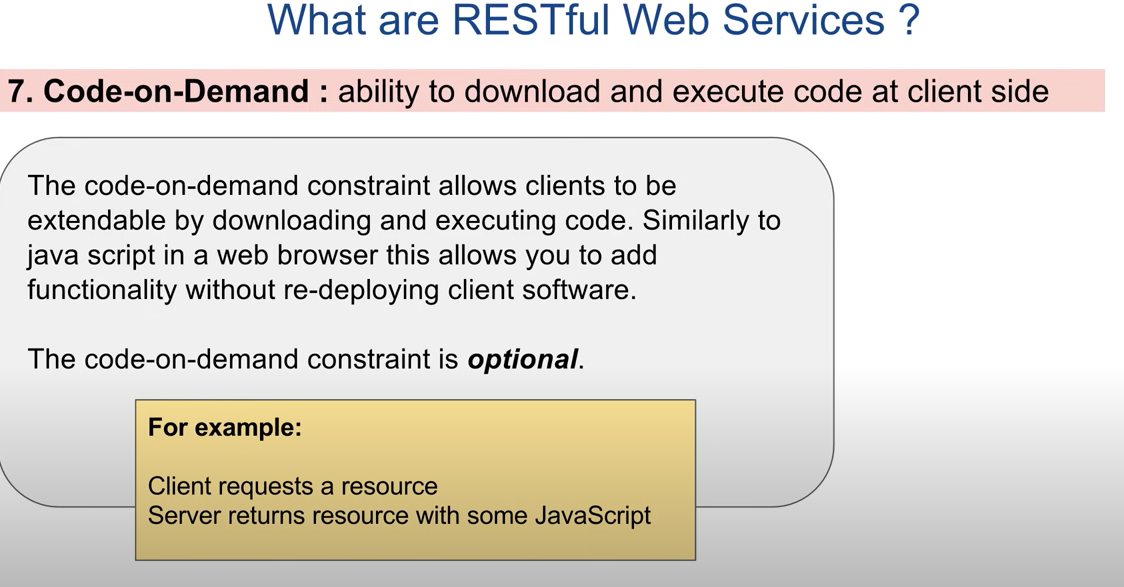 What are RESTful Web Services ?
7. Code-on-Demand : ability to download and execute code at client side
The code-on-demand constraint allows clients to be
extendable by downloading and executing code. Similarly to
java script in a web browser this allows you to add
functionality without re-deploying client software.
The code-on-demand constraint is optional.
For example:
Client requests a resource
Server returns resource with some JavaScript